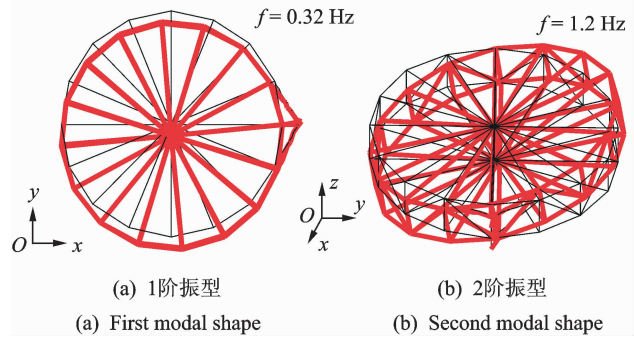 f = 0.32 Hz
f = 1.2 Hz
y
O
x
z
O
y
x
(a) 1阶振型
(b) 2阶振型
(a) First modal shape
(b) Second modal shape